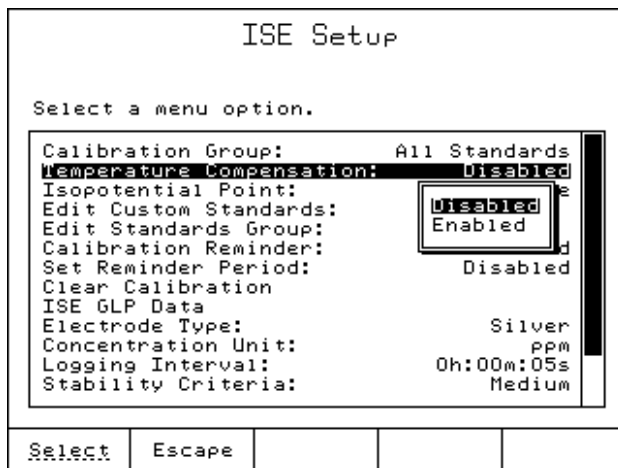 ISE Setup
Select a menu option.
Calibration Group: All Standards
Temperature Compensation: Disabled
Isopotential Point:
Disabled
Edit Custom Standards:
Enabled
Edit Standards Group:
Calibration Reminder:
Set Reminder Period: Disabled
Clear Calibration
ISE GLP Data
Electrode Type: Silver
Concentration Unit: ppm
Logging Interval: 0h:00m:05s
Stability Criteria: Medium
Select Escape